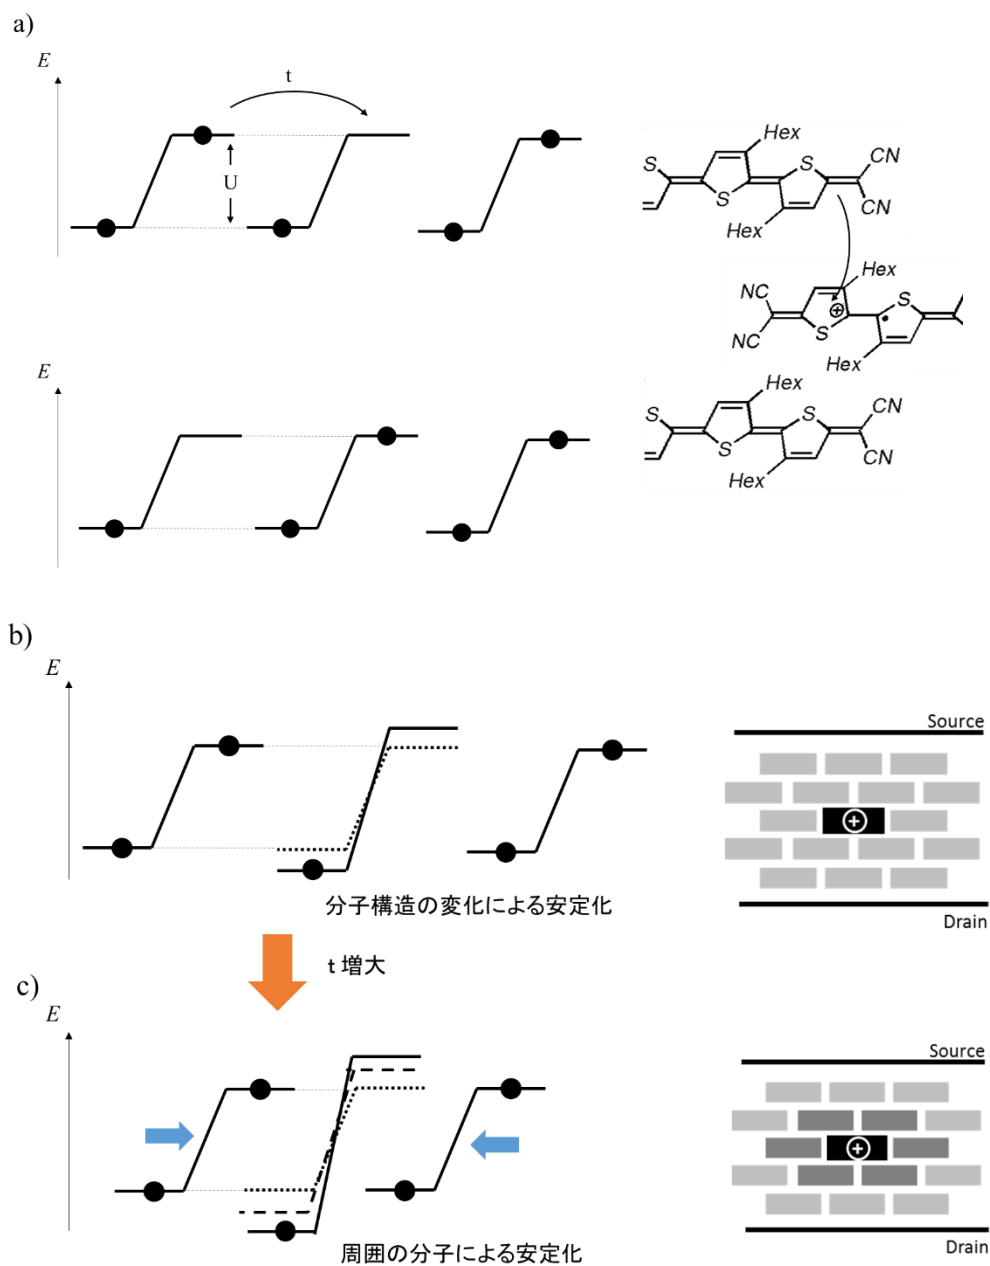 a)
E
t
U
Hex
S
S
CN
S
CN
Hex
Hex
NC
S
⊕
S
NC
Hex
E
Hex
S
S
CN
S
CN
Hex
b)
E
Source
+
分子構造の変化による安定化
Drain
t 増大
c)
E
Source
+
周囲の分子による安定化
Drain